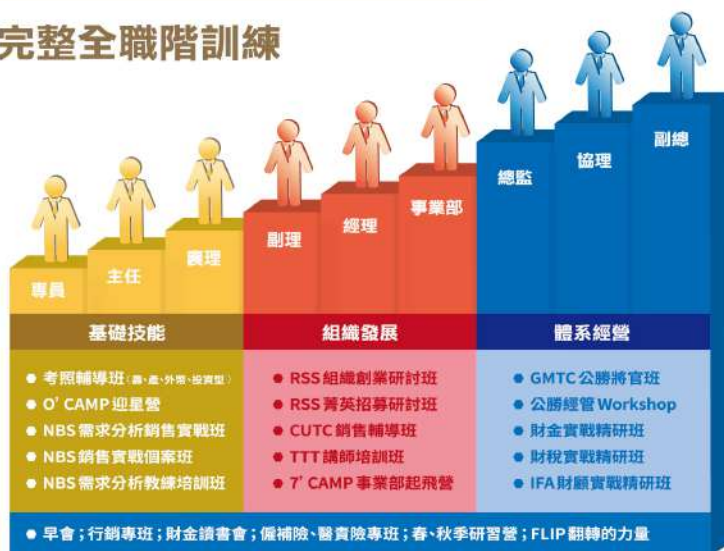 完整全職階訓練
專員
主任
襄理
副理
經理
事業部
總監
協理
副總
基礎技能
● 考照輔導班(壽、產、外幣、投資型)
● O' CAMP 迎星營
● NBS 需求分析銷售實戰班
● NBS 銷售實戰個案班
● NBS 需求分析教練培訓班
組織發展
● RSS 組織創業研討班
● RSS 菁英招募研討班
● CUTC 銷售輔導班
● TTT 講師培訓班
● 7' CAMP 事業部起飛營
體系經營
● GMTC 公勝將官班
● 公勝經管 Workshop
● 財金實戰精研班
● 財稅實戰精研班
● IFA 財顧實戰精研班
● 早會；行銷專班；財金讀書會；僱補險、醫責險專班；春、秋季研習營；FLIP 翻轉的力量